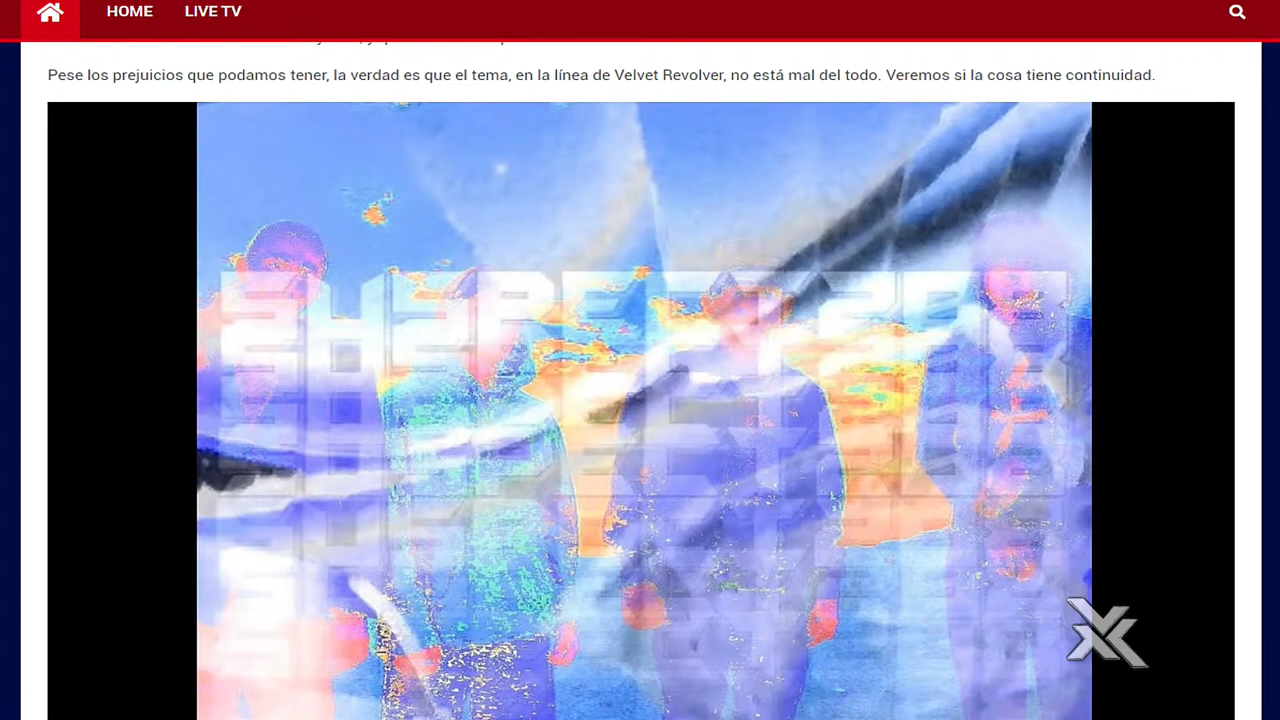 HOME LIVE TV
Pese los prejuicios que podamos tener, la verdad es que el tema, en la línea de Velvet Revolver, no está mal del todo. Veremos si la cosa tiene continuidad.
SUSPECT208